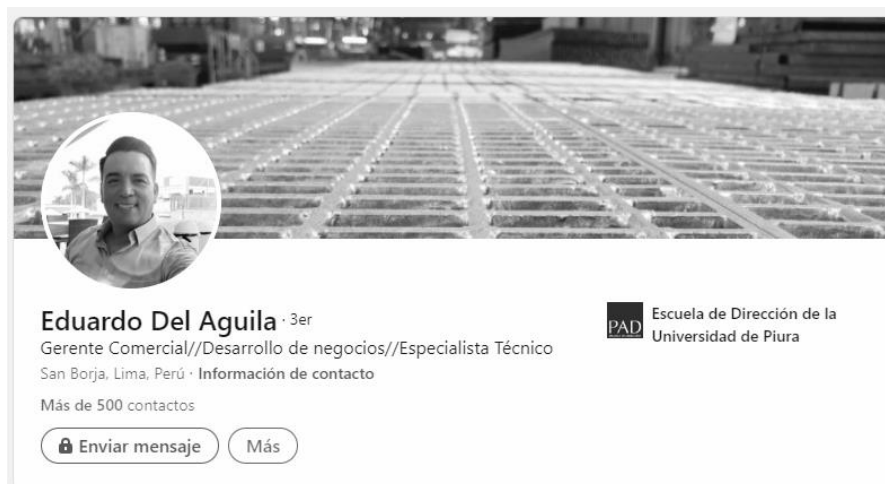 Eduardo Del Aguila · 3er
Gerente Comercial//Desarrollo de negocios//Especialista Técnico
San Borja, Lima, Perú · Información de contacto
Más de 500 contactos
Enviar mensaje
Más
PAD
Escuela de Dirección de la
Universidad de Piura